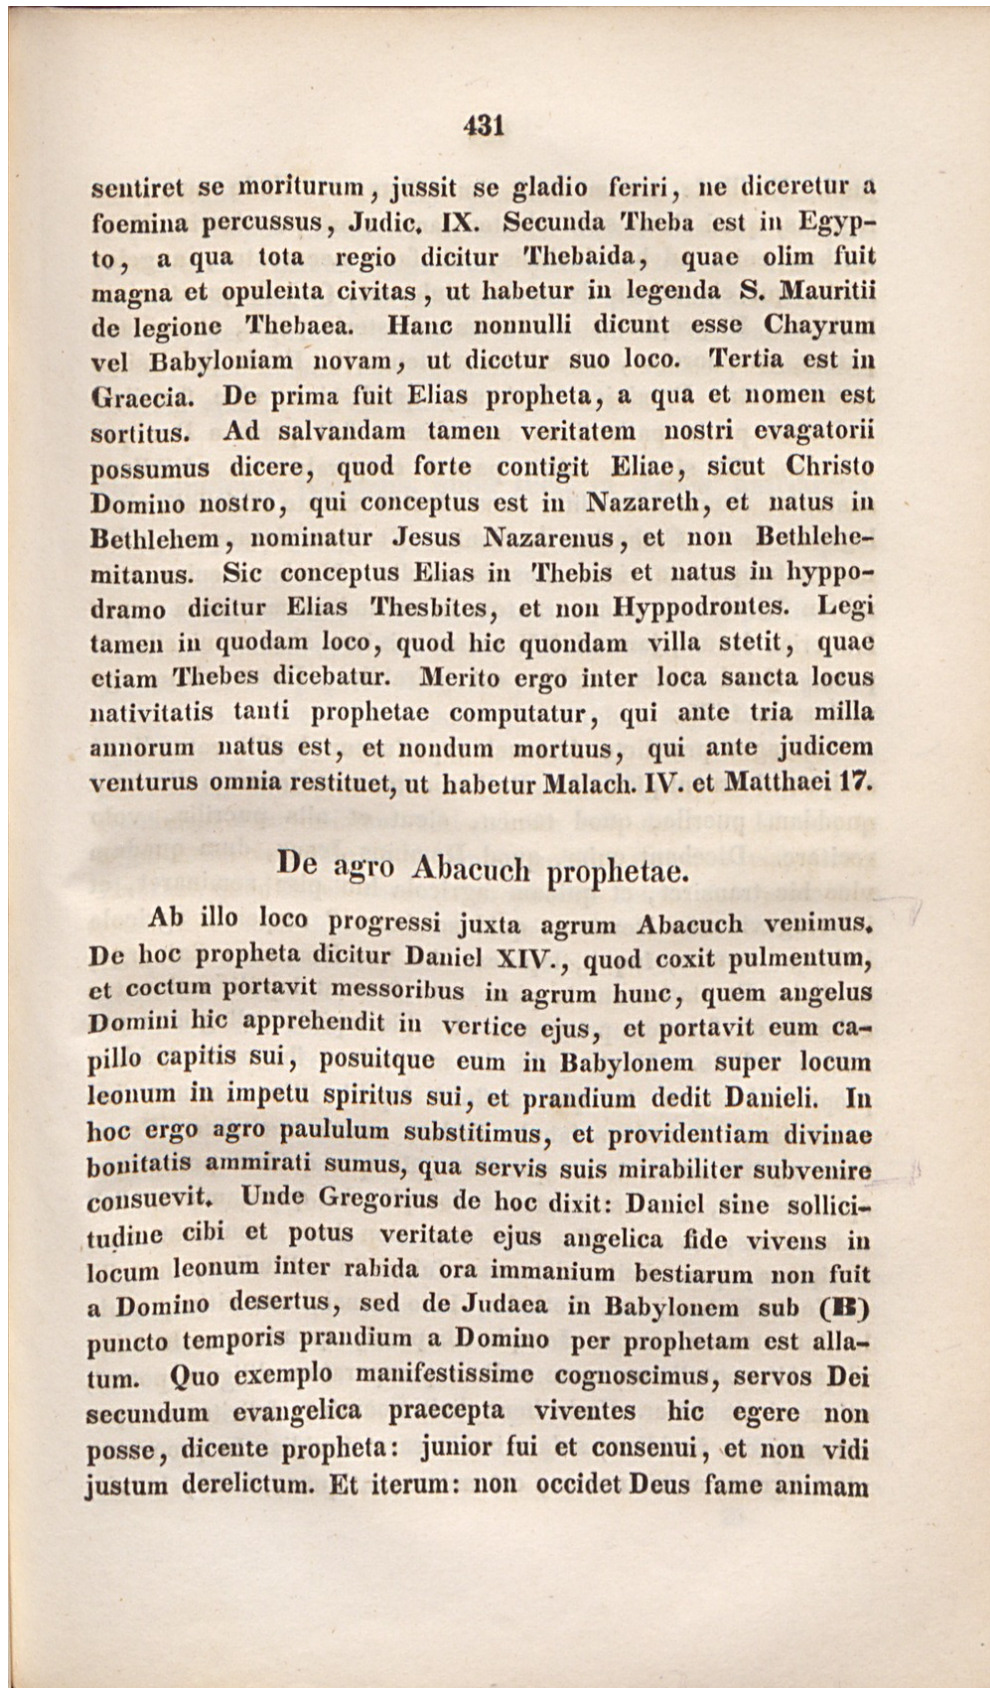 431
sentiret se moriturum, jussit se gladio feriri, ne diceretur a
foemina percussus, Judic. IX. Secunda Theba est in Egyp-
to, a qua tota regio dicitur Thebaida, quae olim fuit
magna et opulenta civitas, ut habetur in legenda S. Mauritii
de legione Thebaea. Hanc nonnulli dicunt esse Chayrum
vel Babyloniam novam, ut dicetur suo loco. Tertia est in
Graecia. De prima fuit Elias propheta, a qua et nomen est
sortitus. Ad salvandam tamen veritatem nostri evagatorii
possumus dicere, quod forte contigit Eliae, sicut Christo
Domino nostro, qui conceptus est in Nazareth, et natus in
Bethlehem, nominatur Jesus Nazarenus, et non Bethlehe-
mitanus. Sic conceptus Elias in Thebis et natus in hyppo-
dramo dicitur Elias Thesbites, et non Hyppodrontes. Legi
tamen in quodam loco, quod hic quondam villa stetit, quae
etiam Thebes dicebatur. Merito ergo inter loca sancta locus
nativitatis tanti prophetae computatur, qui ante tria milla
annorum natus est, et nondum mortuus, qui ante judicem
venturus omnia restituet, ut habetur Malach. IV. et Matthaei 17.
De agro Abacuch prophetae.
Ab illo loco progressi juxta agrum Abacuch venimus.
De hoc propheta dicitur Daniel XIV., quod coxit pulmentum,
et coctum portavit messoribus in agrum hunc, quem angelus
Domini hic apprehendit in vertice ejus, et portavit eum ca-
pillo capitis sui, posuitque eum in Babylonem super locum
leonum in impetu spiritus sui, et prandium dedit Danieli. In
hoc ergo agro paululum substitimus, et providentiam divinae
bonitatis ammirati sumus, qua servis suis mirabiliter subvenire
consuevit. Unde Gregorius de hoc dixit: Daniel sine sollici-
tudine cibi et potus veritate ejus angelica fide vivens in
locum leonum inter rabida ora immanium bestiarum non fuit
a Domino desertus, sed de Judaea in Babylonem sub (B)
puncto temporis prandium a Domino per prophetam est alla-
tum. Quo exemplo manifestissime cognoscimus, servos Dei
secundum evangelica praecepta viventes hic egere non
posse, dicente propheta: junior fui et consenui, et non vidi
justum derelictum. Et iterum: non occidet Deus fame animam